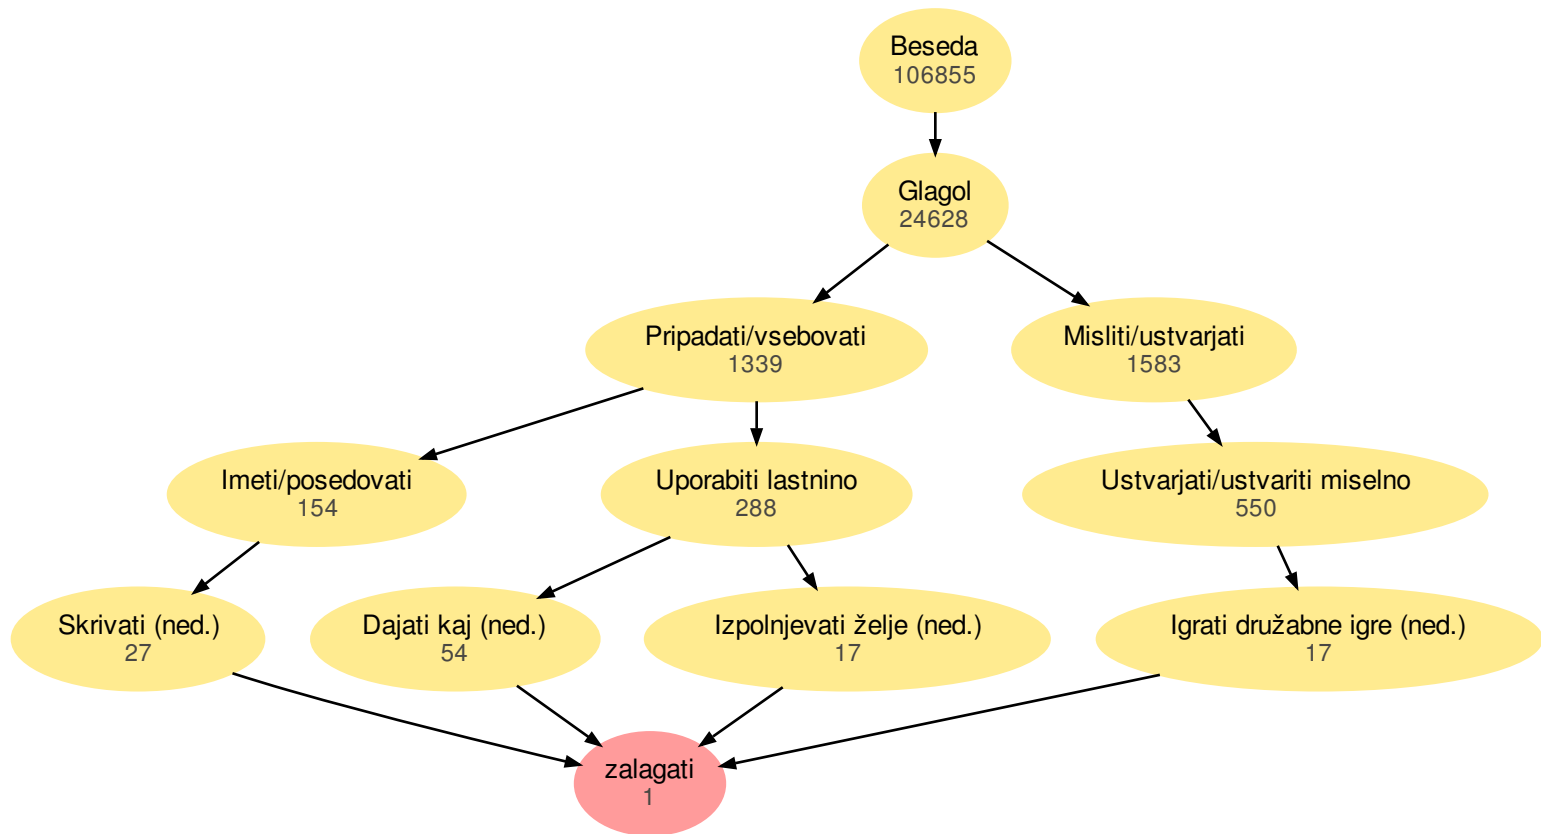 Beseda
106855
Glagol
24628
Pripadati/vsebovati
1339
Misliti/ustvarjati
1583
Imeti/posedovati
154
Uporabiti lastnino
288
Ustvarjati/ustvariti miselno
550
Skrivati (ned.)
27
Dajati kaj (ned.)
54
Izpolnjevati želje (ned.)
17
Igrati družabne igre (ned.)
17
zalagati
1